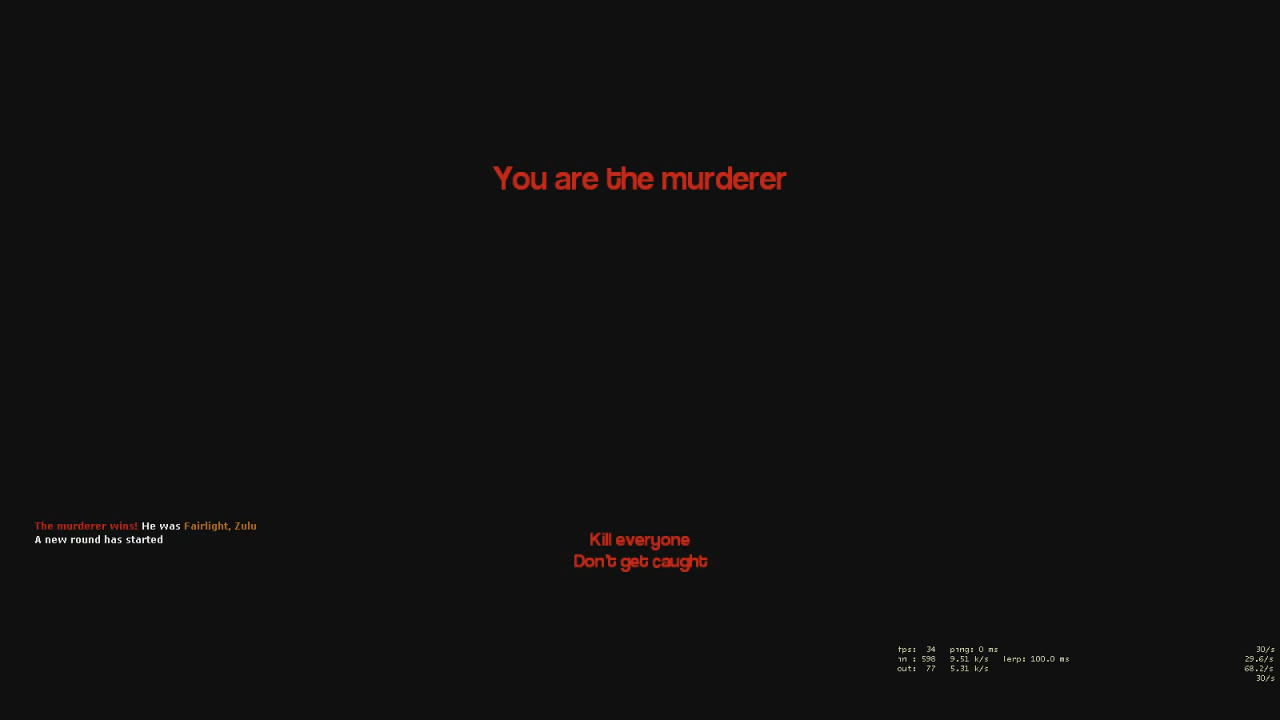 You are the murderer
The murderer wins! He was Fairlight, Zulu
A new round has started
Kill everyone
Don't get caught
fps: 34 ping: 0 ms 30/s
in : 598 9.51 k/s lerp: 100.0 ms 29.6/s
out: 77 5.31 k/s 68.2/s
30/s